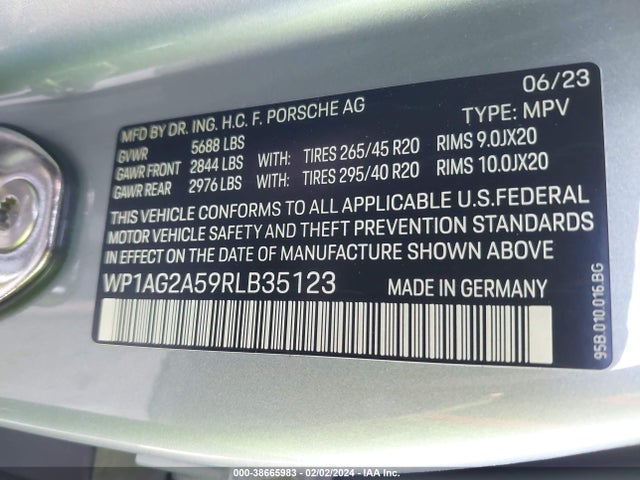 06/23
MFD BY DR. ING. H.C. F. PORSCHE AG
TYPE: MPV
GVWR 5688 LBS
GAWR FRONT 2844 LBS WITH: TIRES 265/45 R20 RIMS 9.0JX20
GAWR REAR 2976 LBS WITH: TIRES 295/40 R20 RIMS 10.0JX20
THIS VEHICLE CONFORMS TO ALL APPLICABLE U.S.FEDERAL
MOTOR VEHICLE SAFETY AND THEFT PREVENTION STANDARDS
IN EFFECT ON THE DATE OF MANUFACTURE SHOWN ABOVE
WP1AG2A59RLB35123 MADE IN GERMANY
95B.010.016.BG
000-38665983 - 02/02/2024 - IAA Inc.